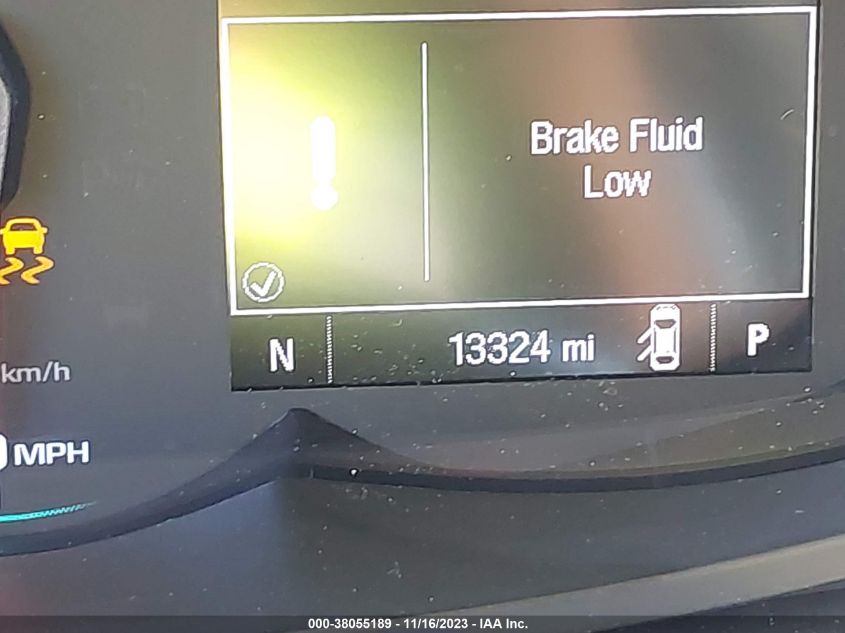 Brake Fluid
Low
N 13324 mi P
km/h
MPH
000-38055189 - 11/16/2023 - IAA Inc.